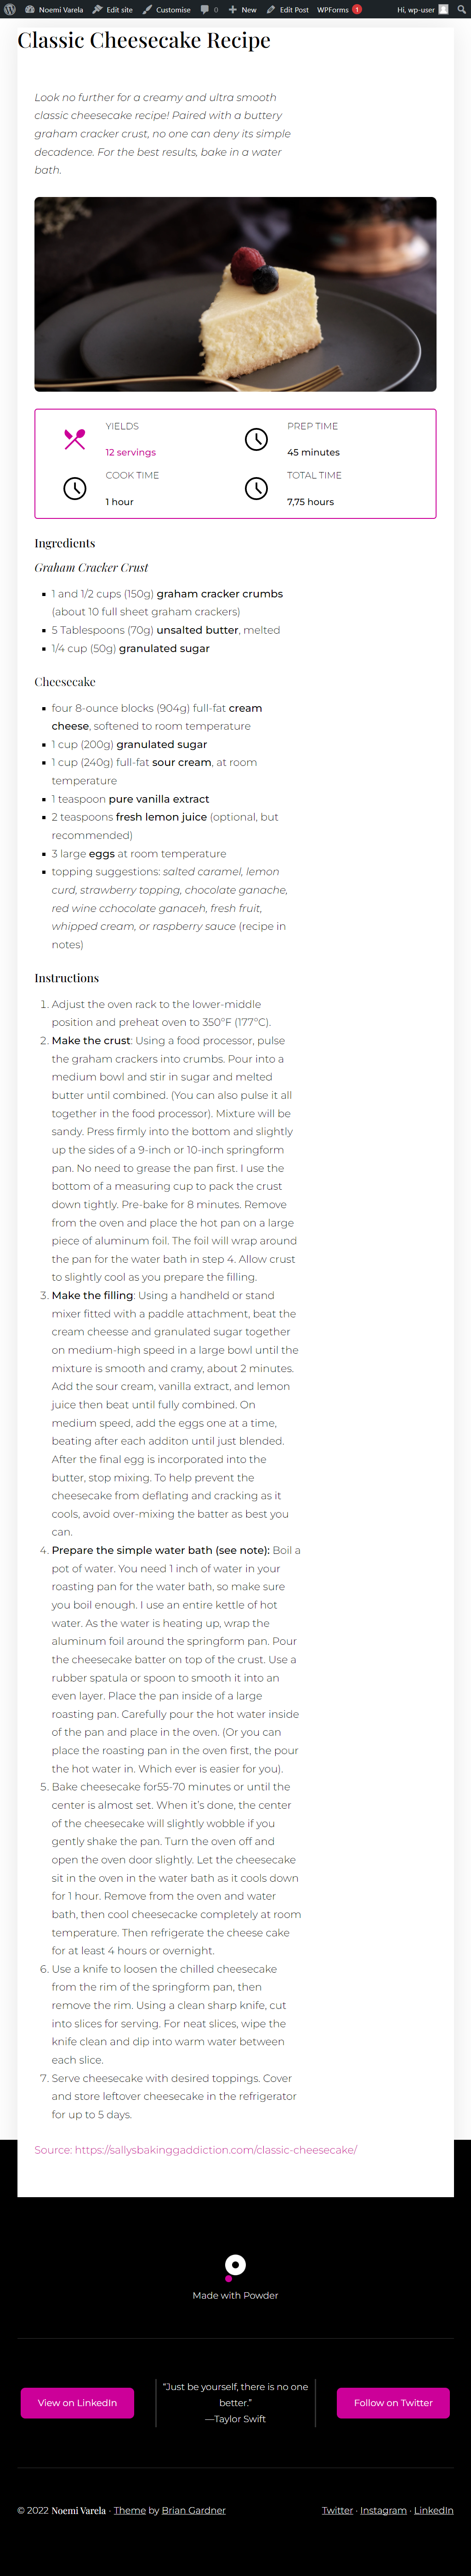 Noemi Varela Edit site Customise 0 New Edit Post WPForms 1 Hi, wp-user
Classic Cheesecake Recipe
Look no further for a creamy and ultra smooth
classic cheesecake recipe! Paired with a buttery
graham cracker crust, no one can deny its simple
decadence. For the best results, bake in a water
bath.
YIELDS
12 servings
PREP TIME
45 minutes
COOK TIME
1 hour
TOTAL TIME
7,75 hours
Ingredients
Graham Cracker Crust
▪ 1 and 1/2 cups (150g) graham cracker crumbs
(about 10 full sheet graham crackers)
▪ 5 Tablespoons (70g) unsalted butter, melted
▪ 1/4 cup (50g) granulated sugar
Cheesecake
▪ four 8-ounce blocks (904g) full-fat cream
cheese, softened to room temperature
▪ 1 cup (200g) granulated sugar
▪ 1 cup (240g) full-fat sour cream, at room
temperature
▪ 1 teaspoon pure vanilla extract
▪ 2 teaspoons fresh lemon juice (optional, but
recommended)
▪ 3 large eggs at room temperature
▪ topping suggestions: salted caramel, lemon
curd, strawberry topping, chocolate ganache,
red wine cchocolate ganaceh, fresh fruit,
whipped cream, or raspberry sauce (recipe in
notes)
Instructions
1. Adjust the oven rack to the lower-middle
position and preheat oven to 350°F (177°C).
2. Make the crust: Using a food processor, pulse
the graham crackers into crumbs. Pour into a
medium bowl and stir in sugar and melted
butter until combined. (You can also pulse it all
together in the food processor). Mixture will be
sandy. Press firmly into the bottom and slightly
up the sides of a 9-inch or 10-inch springform
pan. No need to grease the pan first. I use the
bottom of a measuring cup to pack the crust
down tightly. Pre-bake for 8 minutes. Remove
from the oven and place the hot pan on a large
piece of aluminum foil. The foil will wrap around
the pan for the water bath in step 4. Allow crust
to slightly cool as you prepare the filling.
3. Make the filling: Using a handheld or stand
mixer fitted with a paddle attachment, beat the
cream cheesse and granulated sugar together
on medium-high speed in a large bowl until the
mixture is smooth and cramy, about 2 minutes.
Add the sour cream, vanilla extract, and lemon
juice then beat until fully combined. On
medium speed, add the eggs one at a time,
beating after each additon until just blended.
After the final egg is incorporated into the
butter, stop mixing. To help prevent the
cheesecake from deflating and cracking as it
cools, avoid over-mixing the batter as best you
can.
4. Prepare the simple water bath (see note): Boil a
pot of water. You need 1 inch of water in your
roasting pan for the water bath, so make sure
you boil enough. I use an entire kettle of hot
water. As the water is heating up, wrap the
aluminum foil around the springform pan. Pour
the cheesecake batter on top of the crust. Use a
rubber spatula or spoon to smooth it into an
even layer. Place the pan inside of a large
roasting pan. Carefully pour the hot water inside
of the pan and place in the oven. (Or you can
place the roasting pan in the oven first, the pour
the hot water in. Which ever is easier for you).
5. Bake cheesecake for55-70 minutes or until the
center is almost set. When it's done, the center
of the cheesecake will slightly wobble if you
gently shake the pan. Turn the oven off and
open the oven door slightly. Let the cheesecake
sit in the oven in the water bath as it cools down
for 1 hour. Remove from the oven and water
bath, then cool cheesecacke completely at room
temperature. Then refrigerate the cheese cake
for at least 4 hours or overnight.
6. Use a knife to loosen the chilled cheesecake
from the rim of the springform pan, then
remove the rim. Using a clean sharp knife, cut
into slices for serving. For neat slices, wipe the
knife clean and dip into warm water between
each slice.
7. Serve cheesecake with desired toppings. Cover
and store leftover cheesecake in the refrigerator
for up to 5 days.
Source: https://sallysbakinggaddiction.com/classic-cheesecake/
Made with Powder
View on LinkedIn
"Just be yourself, there is no one
better."
—Taylor Swift
Follow on Twitter
© 2022 Noemi Varela · Theme by Brian Gardner
Twitter · Instagram · LinkedIn